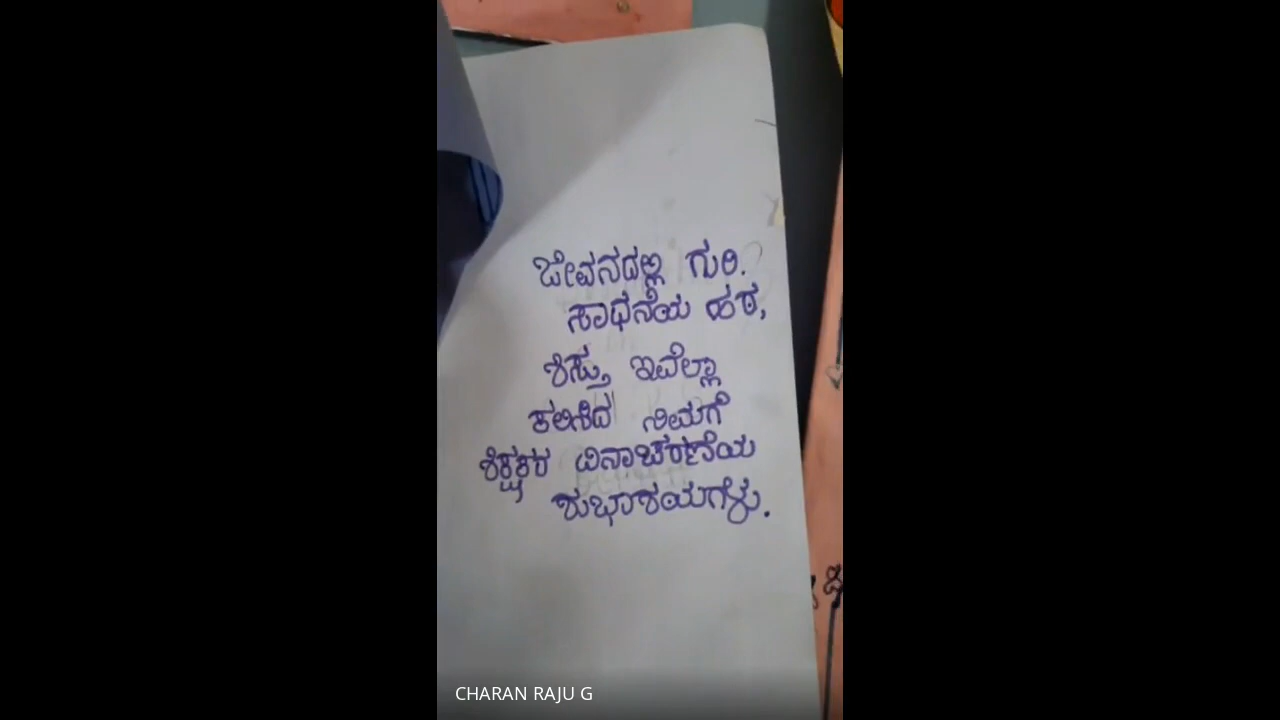 ಜೀವನದಲ್ಲಿ ಗುರಿ.
ಸಾಧನೆಯ ಹಠ,
ಶಿಸ್ತು ಇವೆಲ್ಲಾ
ಕಲಿಸಿದ ನಿಮಗೆ
ಶಿಕ್ಷಕರ ದಿನಾಚರಣೆಯ
ಶುಭಾಶಯಗಳು.
CHARAN RAJU G